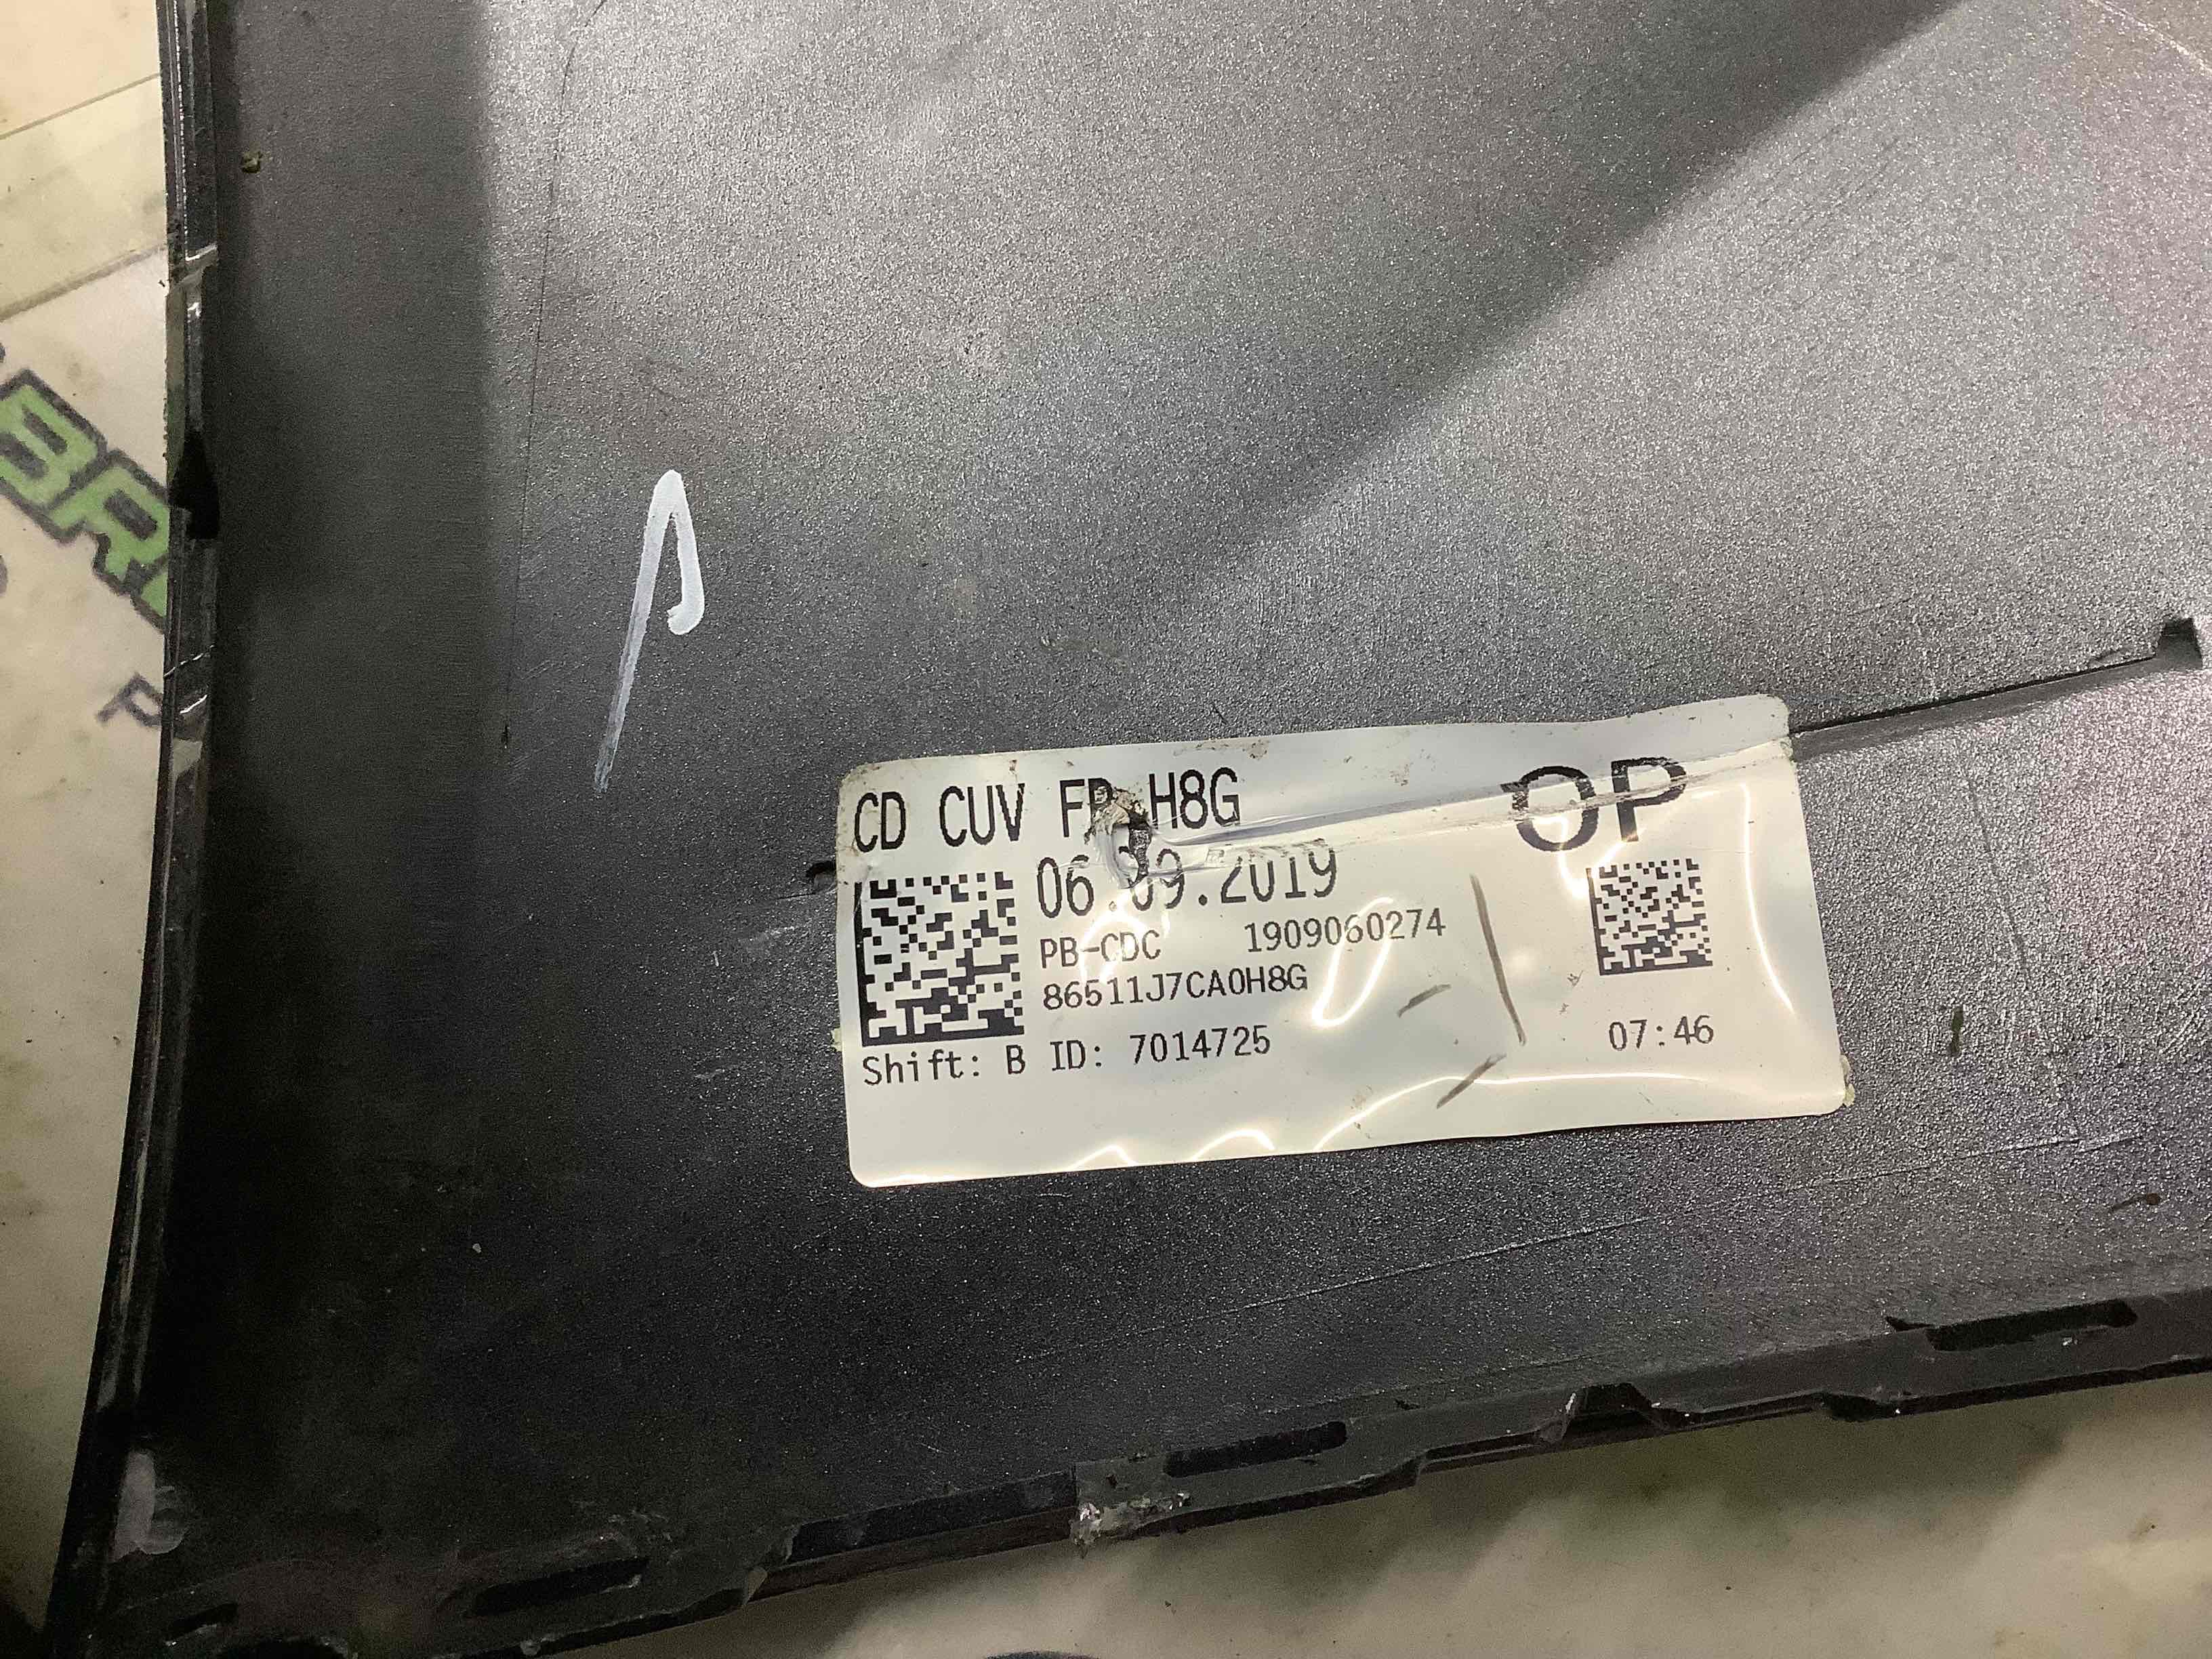 CD CUV FR H8G
OP
06.09.2019
PB-CDC 1909060274
86511J7CA0H8G
Shift: B ID: 7014725
07:46